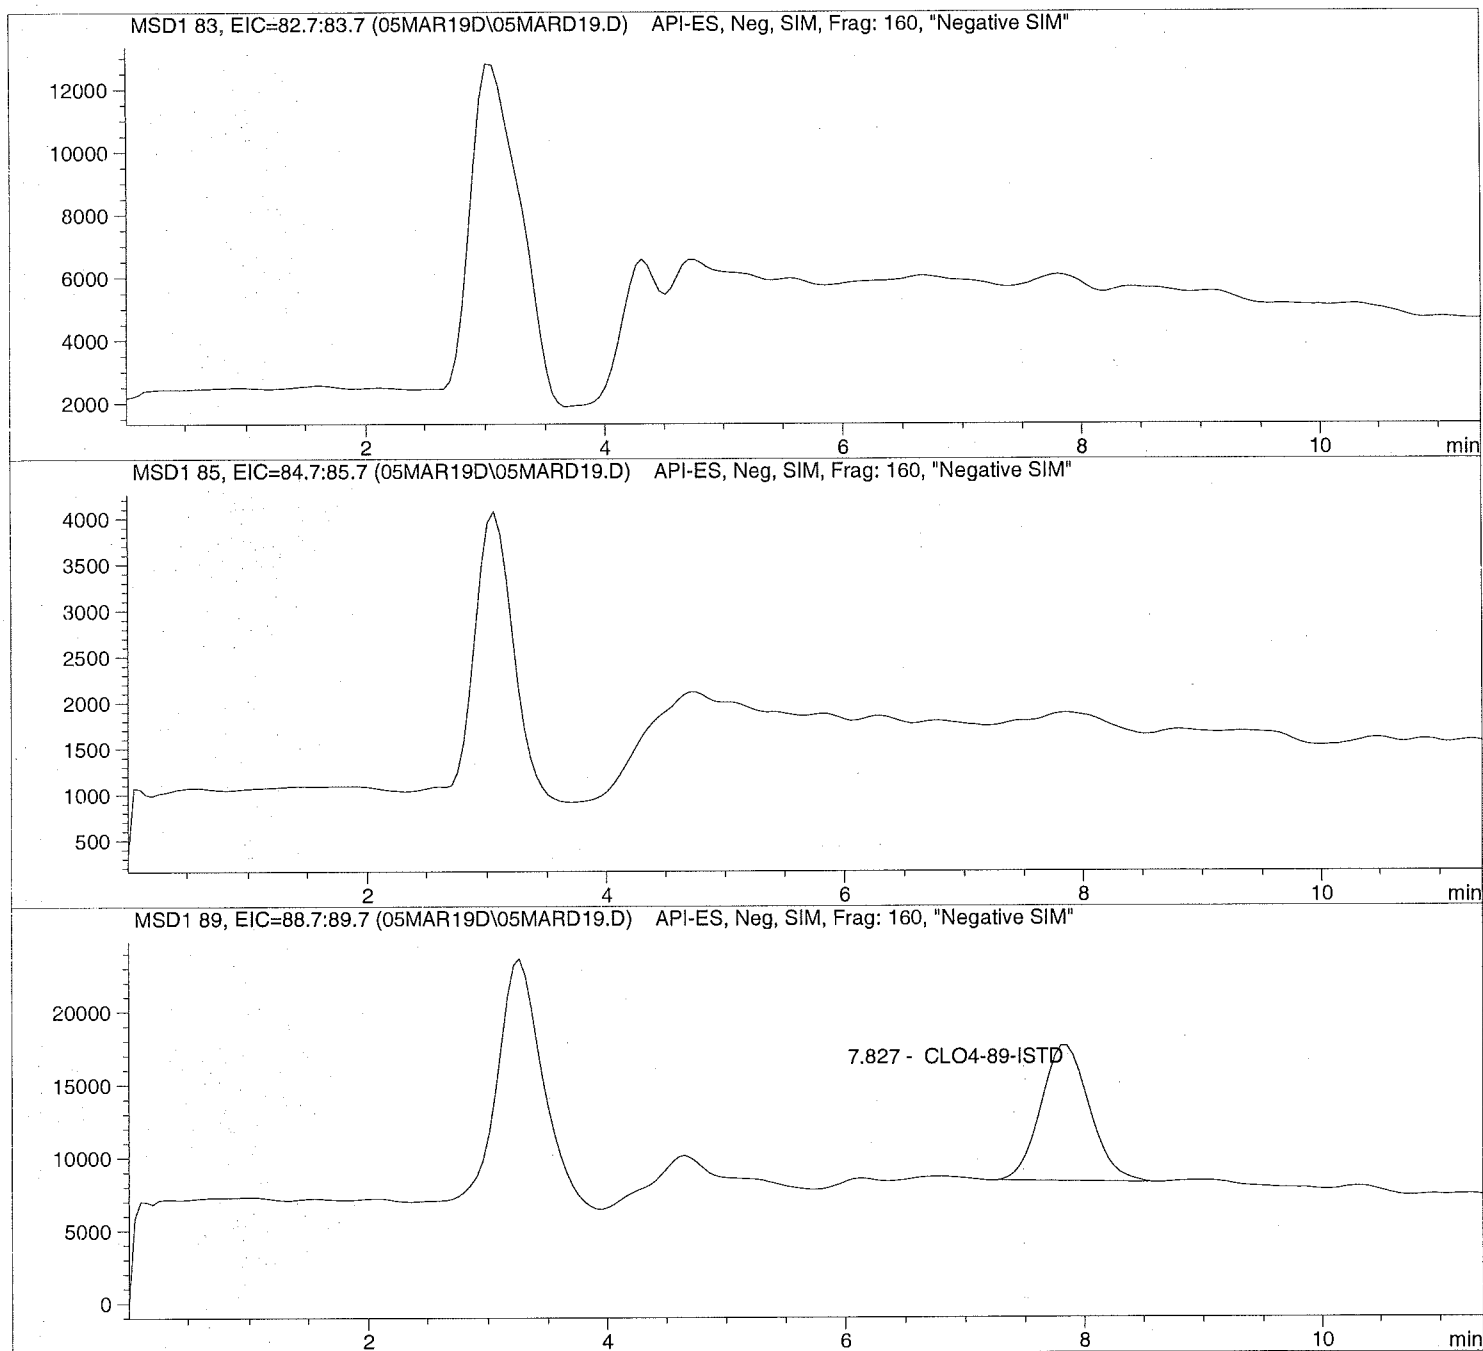 MSD1 83, EIC=82.7:83.7 (05MAR19D\05MARD19.D) API-ES, Neg, SIM, Frag: 160, "Negative SIM"
12000
10000
8000
6000
4000
2000
2 4 6 8 10 min
MSD1 85, EIC=84.7:85.7 (05MAR19D\05MARD19.D) API-ES, Neg, SIM, Frag: 160, "Negative SIM"
4000
3500
3000
2500
2000
1500
1000
500
2 4 6 8 10 min
MSD1 89, EIC=88.7:89.7 (05MAR19D\05MARD19.D) API-ES, Neg, SIM, Frag: 160, "Negative SIM"
20000
7.827 - CLO4-89-ISTD
15000
10000
5000
0
2 4 6 8 10 min